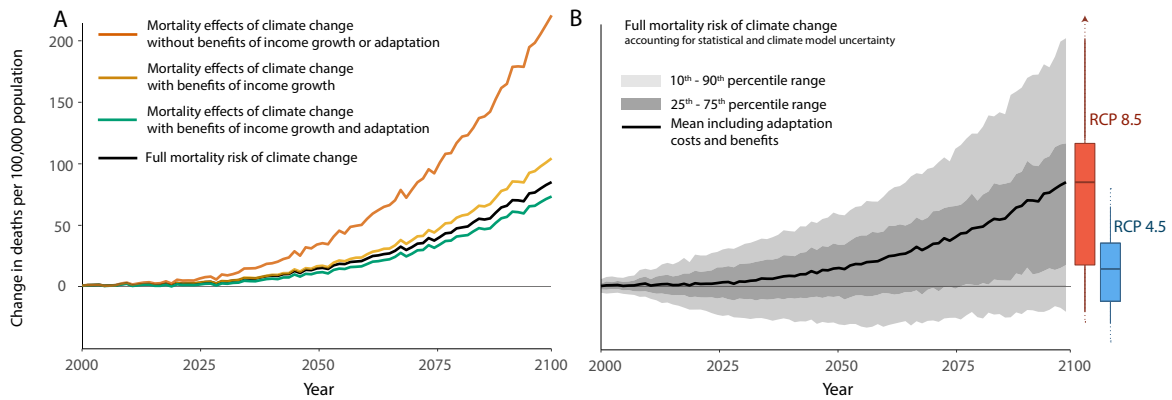 A
Change in deaths per 100,000 population
200
150
100
50
0
Mortality effects of climate change
without benefits of income growth or adaptation
Mortality effects of climate change
with benefits of income growth
Mortality effects of climate change
with benefits of income growth and adaptation
Full mortality risk of climate change
2000
2025
2050
2075
2100
Year
B
Full mortality risk of climate change
accounting for statistical and climate model uncertainty
10th - 90th percentile range
25th - 75th percentile range
Mean including adaptation
costs and benefits
RCP 8.5
RCP 4.5
2000
2025
2050
2075
2100
Year